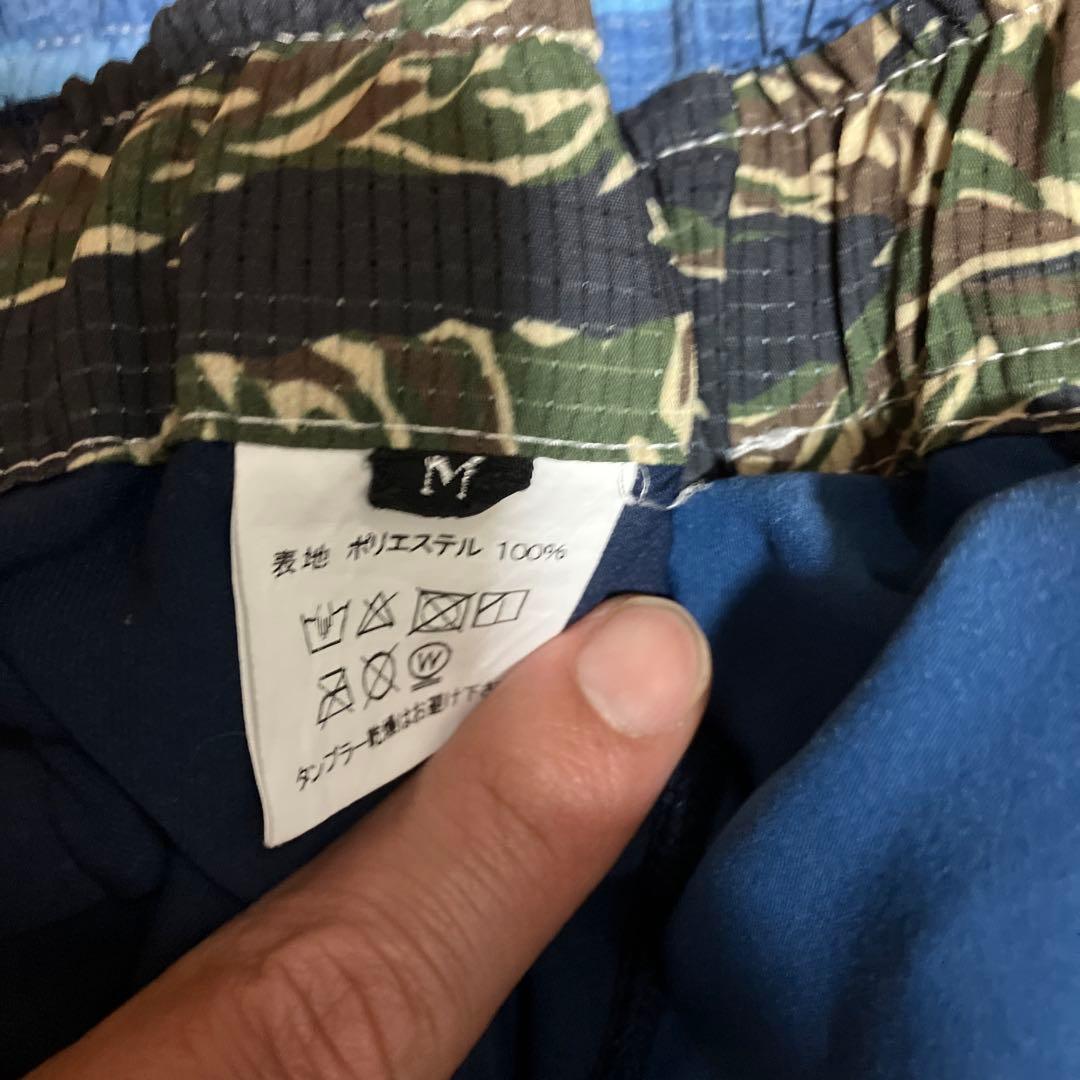 M
表地 ポリエステル 100%
W
タンブラー乾燥はお避け下さ